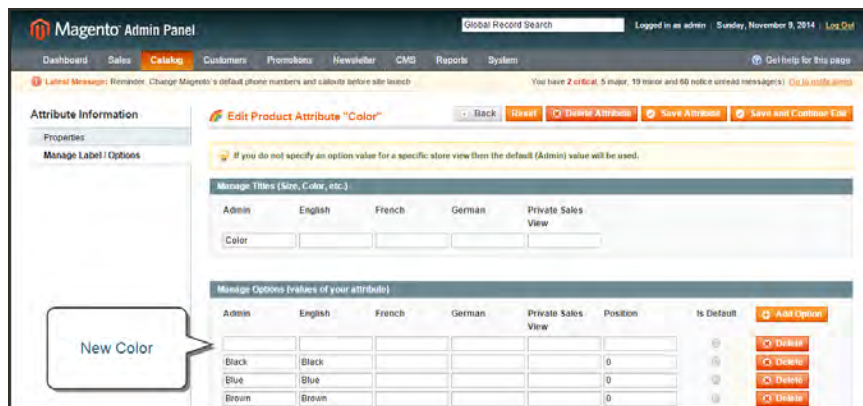 Magento Admin Panel
Global Record Search
Logged in as admin | Sunday, November 9, 2014 | Log Out
Dashboard Sales Catalog Customers Promotions Newsletter CMS Reports System
Get help for this page
Latest Message: Reminder: Change Magento's default phone numbers and callouts before site launch
You have 2 critical, 5 major, 19 minor and 60 notice unread message(s). Go to notifications
Attribute Information
Properties
Manage Label / Options
Edit Product Attribute "Color"
Back Reset Delete Attribute Save Attribute Save and Continue Edit
If you do not specify an option value for a specific store view then the default (Admin) value will be used.
Manage Titles (Size, Color, etc.)
Admin English French German Private Sales View
Color
Manage Options (values of your attribute)
Admin English French German Private Sales View Position Is Default Add Option
New Color
Delete
Black Black 0 Delete
Blue Blue 0 Delete
Brown Brown 0 Delete